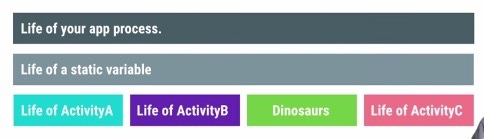 Life of your app process.
Life of a static variable
Life of ActivityA
Life of ActivityB
Dinosaurs
Life of ActivityC